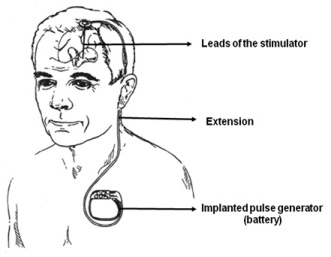 Leads of the stimulator
Extension
Implanted pulse generator
(battery)